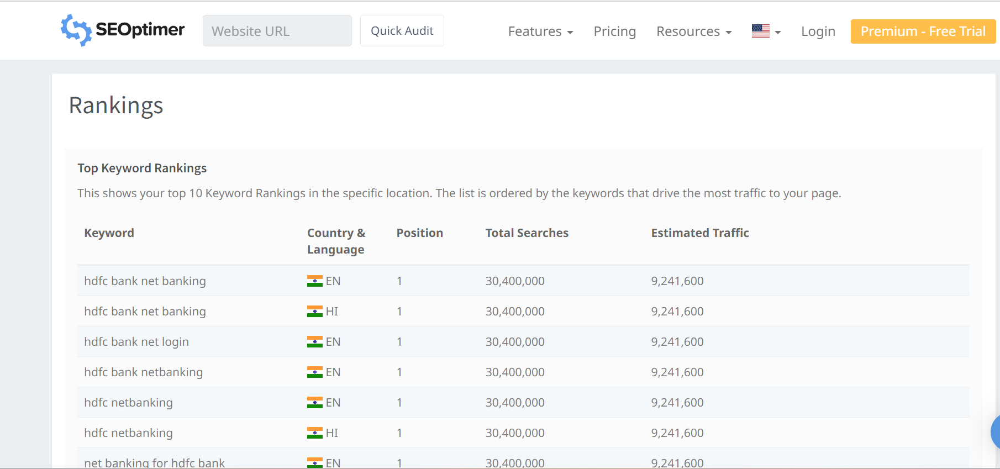 SEOptimer Website URL Quick Audit Features Pricing Resources Login Premium - Free Trial
Rankings
Top Keyword Rankings
This shows your top 10 Keyword Rankings in the specific location. The list is ordered by the keywords that drive the most traffic to your page.
Keyword Country & Language Position Total Searches Estimated Traffic
hdfc bank net banking EN 1 30,400,000 9,241,600
hdfc bank net banking HI 1 30,400,000 9,241,600
hdfc bank net login EN 1 30,400,000 9,241,600
hdfc bank netbanking EN 1 30,400,000 9,241,600
hdfc netbanking EN 1 30,400,000 9,241,600
hdfc netbanking HI 1 30,400,000 9,241,600
net banking for hdfc bank EN 1 30,400,000 9,241,600